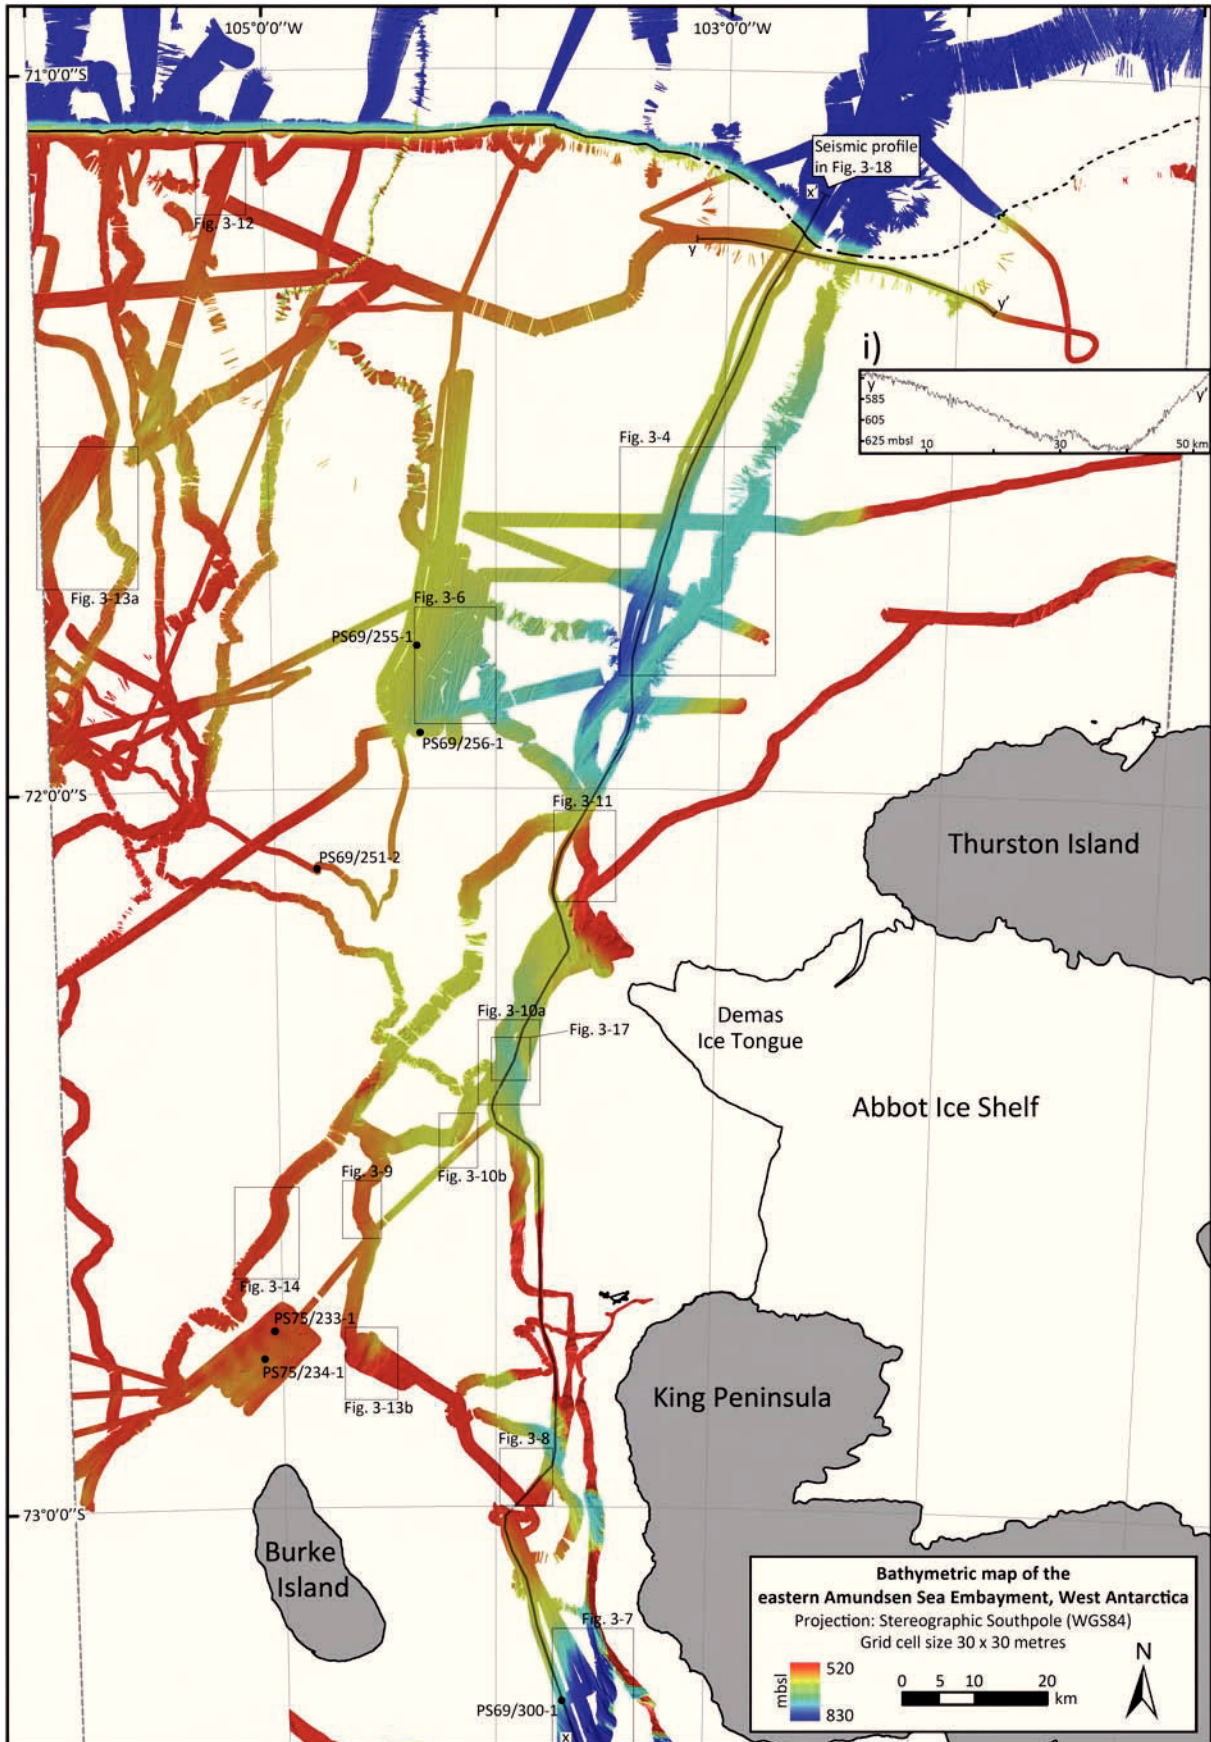 105°0'0''W
103°0'0''W
71°0'0''S
Seismic profile
in Fig. 3-18
x'
Fig. 3-12
y
y'
i)
y
y'
585
605
625 mbsl
10
30
50 km
Fig. 3-4
Fig. 3-13a
Fig. 3-6
PS69/255-1
PS69/256-1
72°0'0''S
Fig. 3-11
Thurston Island
PS69/251-2
Fig. 3-10a
Fig. 3-17
Demas
Ice Tongue
Abbot Ice Shelf
Fig. 3-9
Fig. 3-10b
Fig. 3-14
PS75/233-1
PS75/234-1
Fig. 3-13b
King Peninsula
Fig. 3-8
73°0'0''S
Burke
Island
Fig. 3-7
PS69/300-1
x
Bathymetric map of the
eastern Amundsen Sea Embayment, West Antarctica
Projection: Stereographic Southpole (WGS84)
Grid cell size 30 x 30 metres
mbsl
520
830
0 5 10 20
km
N